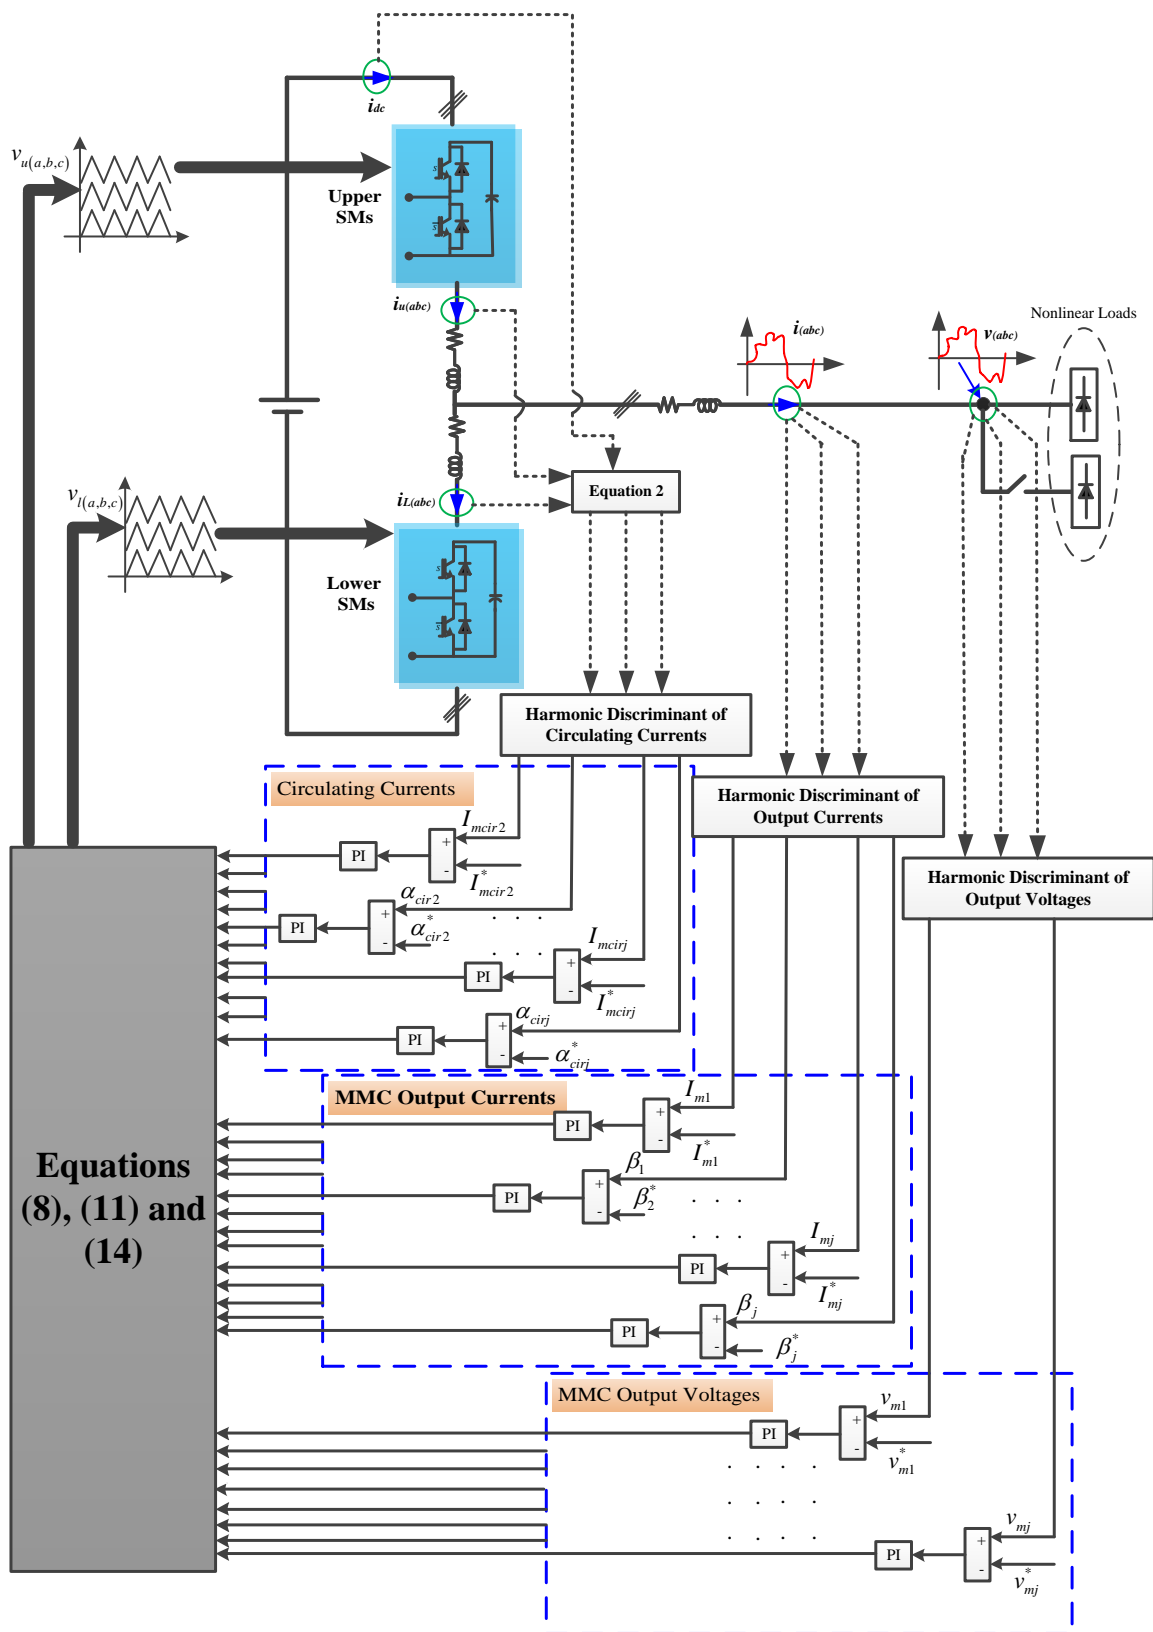 i_dc
v_u(a,b,c)
Upper
SMs
s
s̄
i_u(abc)
i_(abc)
v_(abc)
Nonlinear Loads
v_l(a,b,c)
i_L(abc)
Equation 2
Lower
SMs
s
s̄
Harmonic Discriminant of
Circulating Currents
Circulating Currents
Harmonic Discriminant of
Output Currents
Harmonic Discriminant of
Output Voltages
I_mcir2
PI
+
-
I*_mcir2
α_cir2
PI
+
-
α*_cir2
. . .
. . .
I_mcirj
PI
+
-
I*_mcirj
α_cirj
PI
+
-
α*_cirj
MMC Output Currents
I_m1
PI
+
-
I*_m1
β_1
PI
+
-
β*_2
. . .
. . .
I_mj
PI
+
-
I*_mj
β_j
PI
+
-
β*_j
Equations
(8), (11) and
(14)
MMC Output Voltages
v_m1
PI
+
-
v*_m1
. . . .
. . . .
. . . .
v_mj
PI
+
-
v*_mj